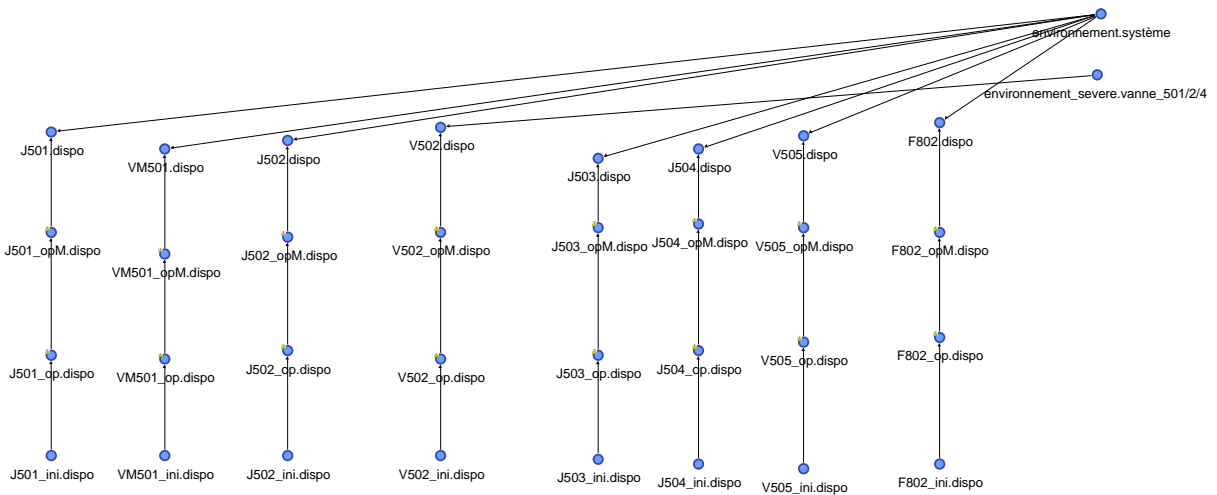 environnement.système
environnement_severe.vanne_501/2/4
J501.dispo
VM501.dispo
J502.dispo
V502.dispo
J503.dispo
J504.dispo
V505.dispo
F802.dispo
J501_opM.dispo
VM501_opM.dispo
J502_opM.dispo
V502_opM.dispo
J503_opM.dispo
J504_opM.dispo
V505_opM.dispo
F802_opM.dispo
J501_op.dispo
VM501_op.dispo
J502_op.dispo
V502_op.dispo
J503_op.dispo
J504_op.dispo
V505_op.dispo
F802_op.dispo
J501_ini.dispo
VM501_ini.dispo
J502_ini.dispo
V502_ini.dispo
J503_ini.dispo
J504_ini.dispo
V505_ini.dispo
F802_ini.dispo